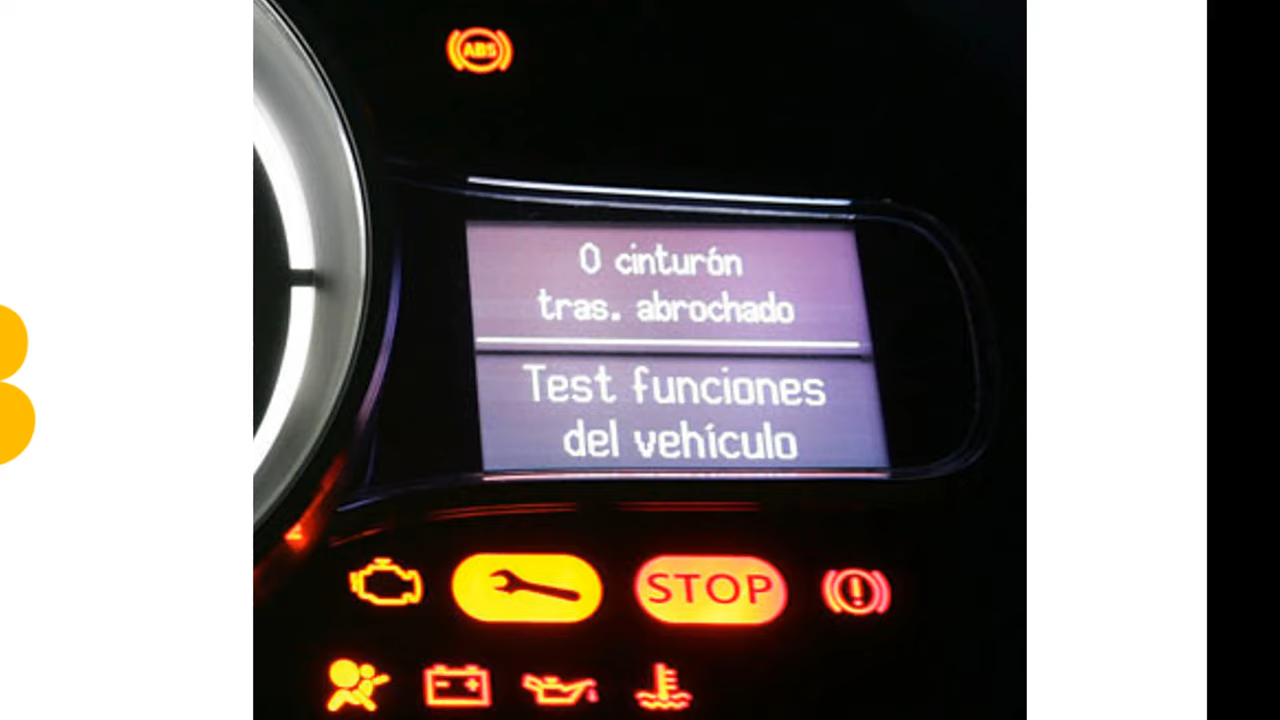 ABS
0 cinturón
tras. abrochado
Test funciones
del vehículo
STOP